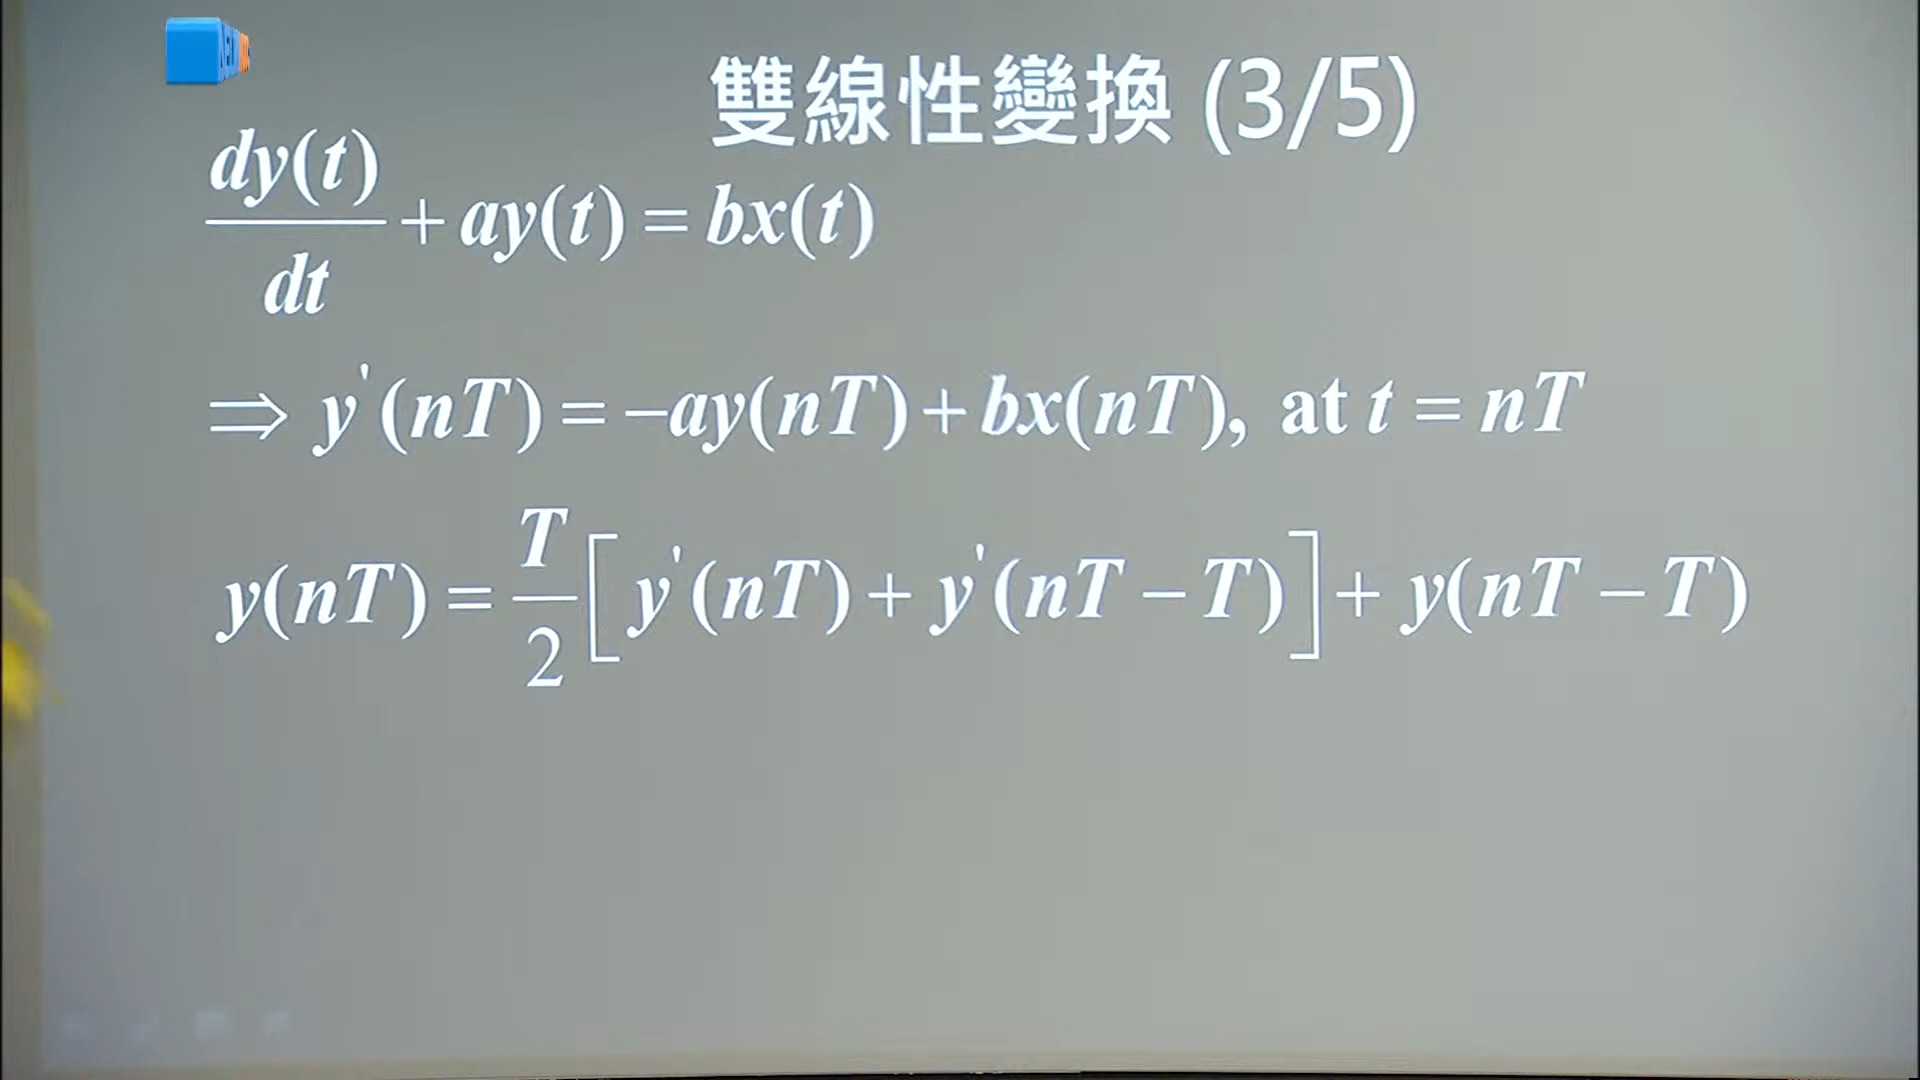 雙線性變換 (3/5)
dy(t)/dt + ay(t) = bx(t)
⇒ y'(nT) = −ay(nT) + bx(nT), at t = nT
y(nT) = T/2 [y'(nT) + y'(nT − T)] + y(nT − T)